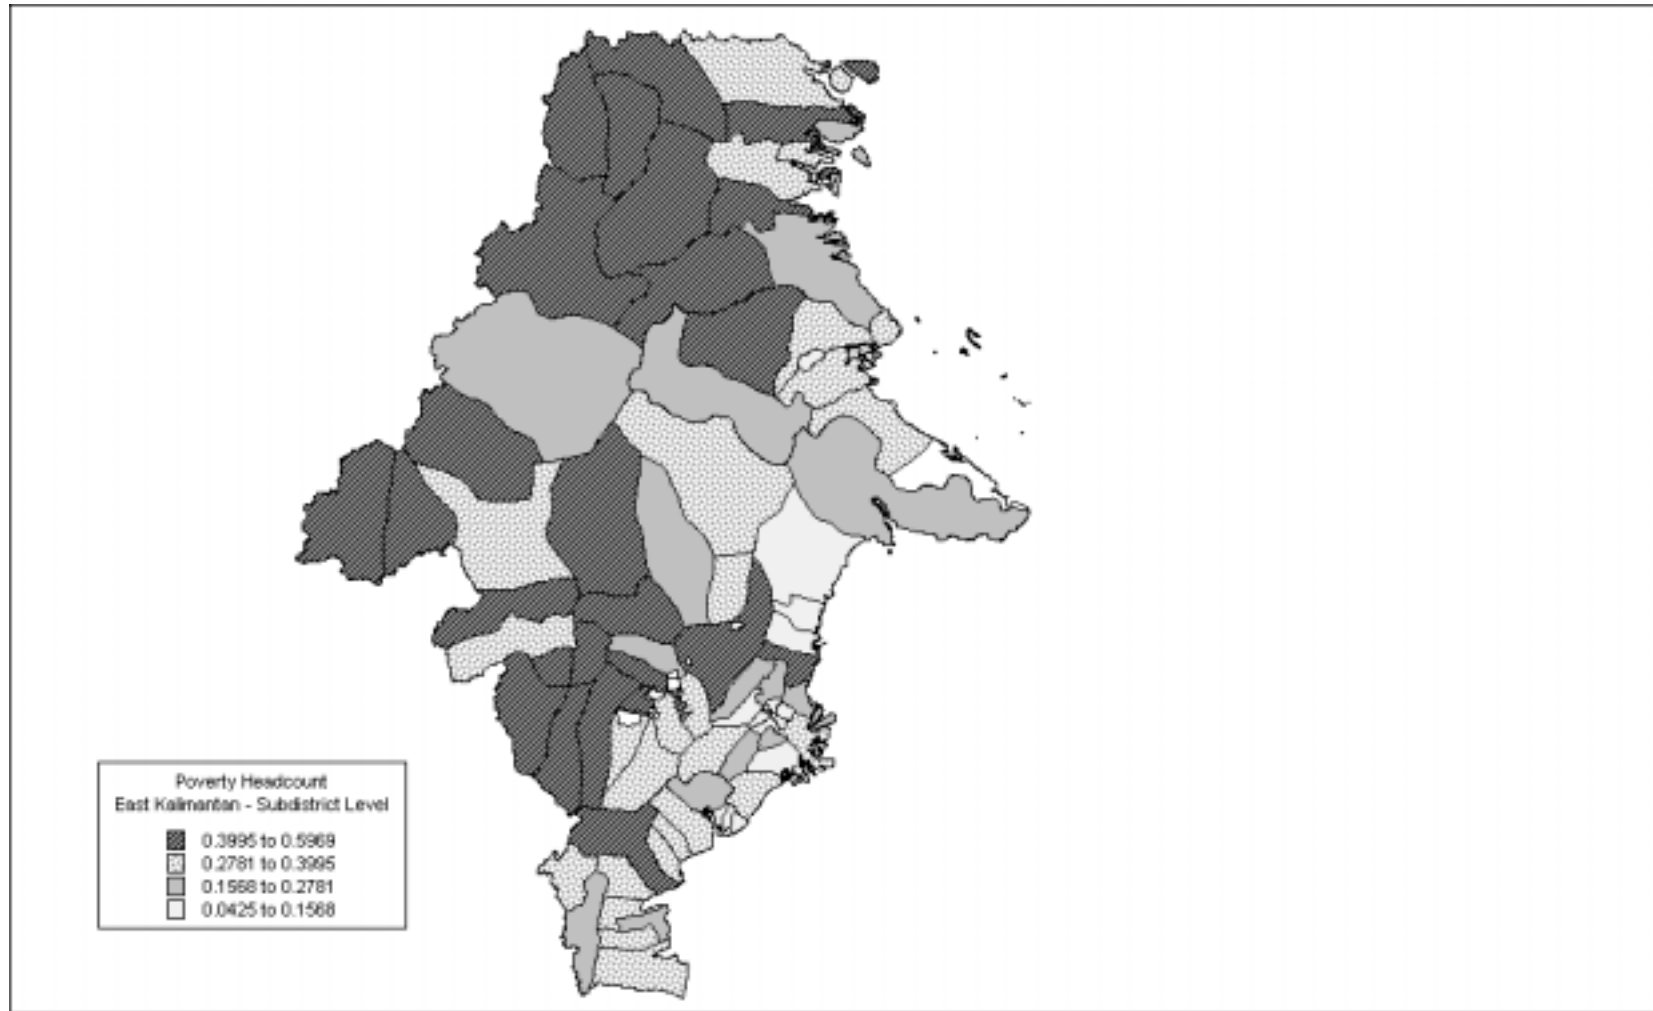 Poverty Headcount
East Kalimantan - Subdistrict Level
0.3995 to 0.5969
0.2781 to 0.3995
0.1568 to 0.2781
0.0425 to 0.1568